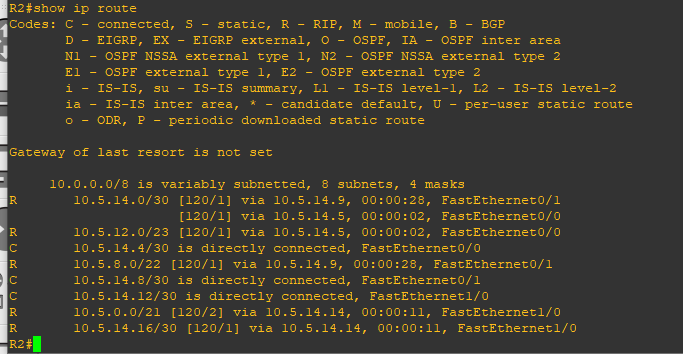 R2#show ip route
Codes: C - connected, S - static, R - RIP, M - mobile, B - BGP
D - EIGRP, EX - EIGRP external, O - OSPF, IA - OSPF inter area
N1 - OSPF NSSA external type 1, N2 - OSPF NSSA external type 2
E1 - OSPF external type 1, E2 - OSPF external type 2
i - IS-IS, su - IS-IS summary, L1 - IS-IS level-1, L2 - IS-IS level-2
ia - IS-IS inter area, * - candidate default, U - per-user static route
o - ODR, P - periodic downloaded static route
Gateway of last resort is not set
10.0.0.0/8 is variably subnetted, 8 subnets, 4 masks
R 10.5.14.0/30 [120/1] via 10.5.14.9, 00:00:28, FastEthernet0/1
[120/1] via 10.5.14.5, 00:00:02, FastEthernet0/0
R 10.5.12.0/23 [120/1] via 10.5.14.5, 00:00:02, FastEthernet0/0
C 10.5.14.4/30 is directly connected, FastEthernet0/0
R 10.5.8.0/22 [120/1] via 10.5.14.9, 00:00:28, FastEthernet0/1
C 10.5.14.8/30 is directly connected, FastEthernet0/1
C 10.5.14.12/30 is directly connected, FastEthernet1/0
R 10.5.0.0/21 [120/2] via 10.5.14.14, 00:00:11, FastEthernet1/0
R 10.5.14.16/30 [120/1] via 10.5.14.14, 00:00:11, FastEthernet1/0
R2#